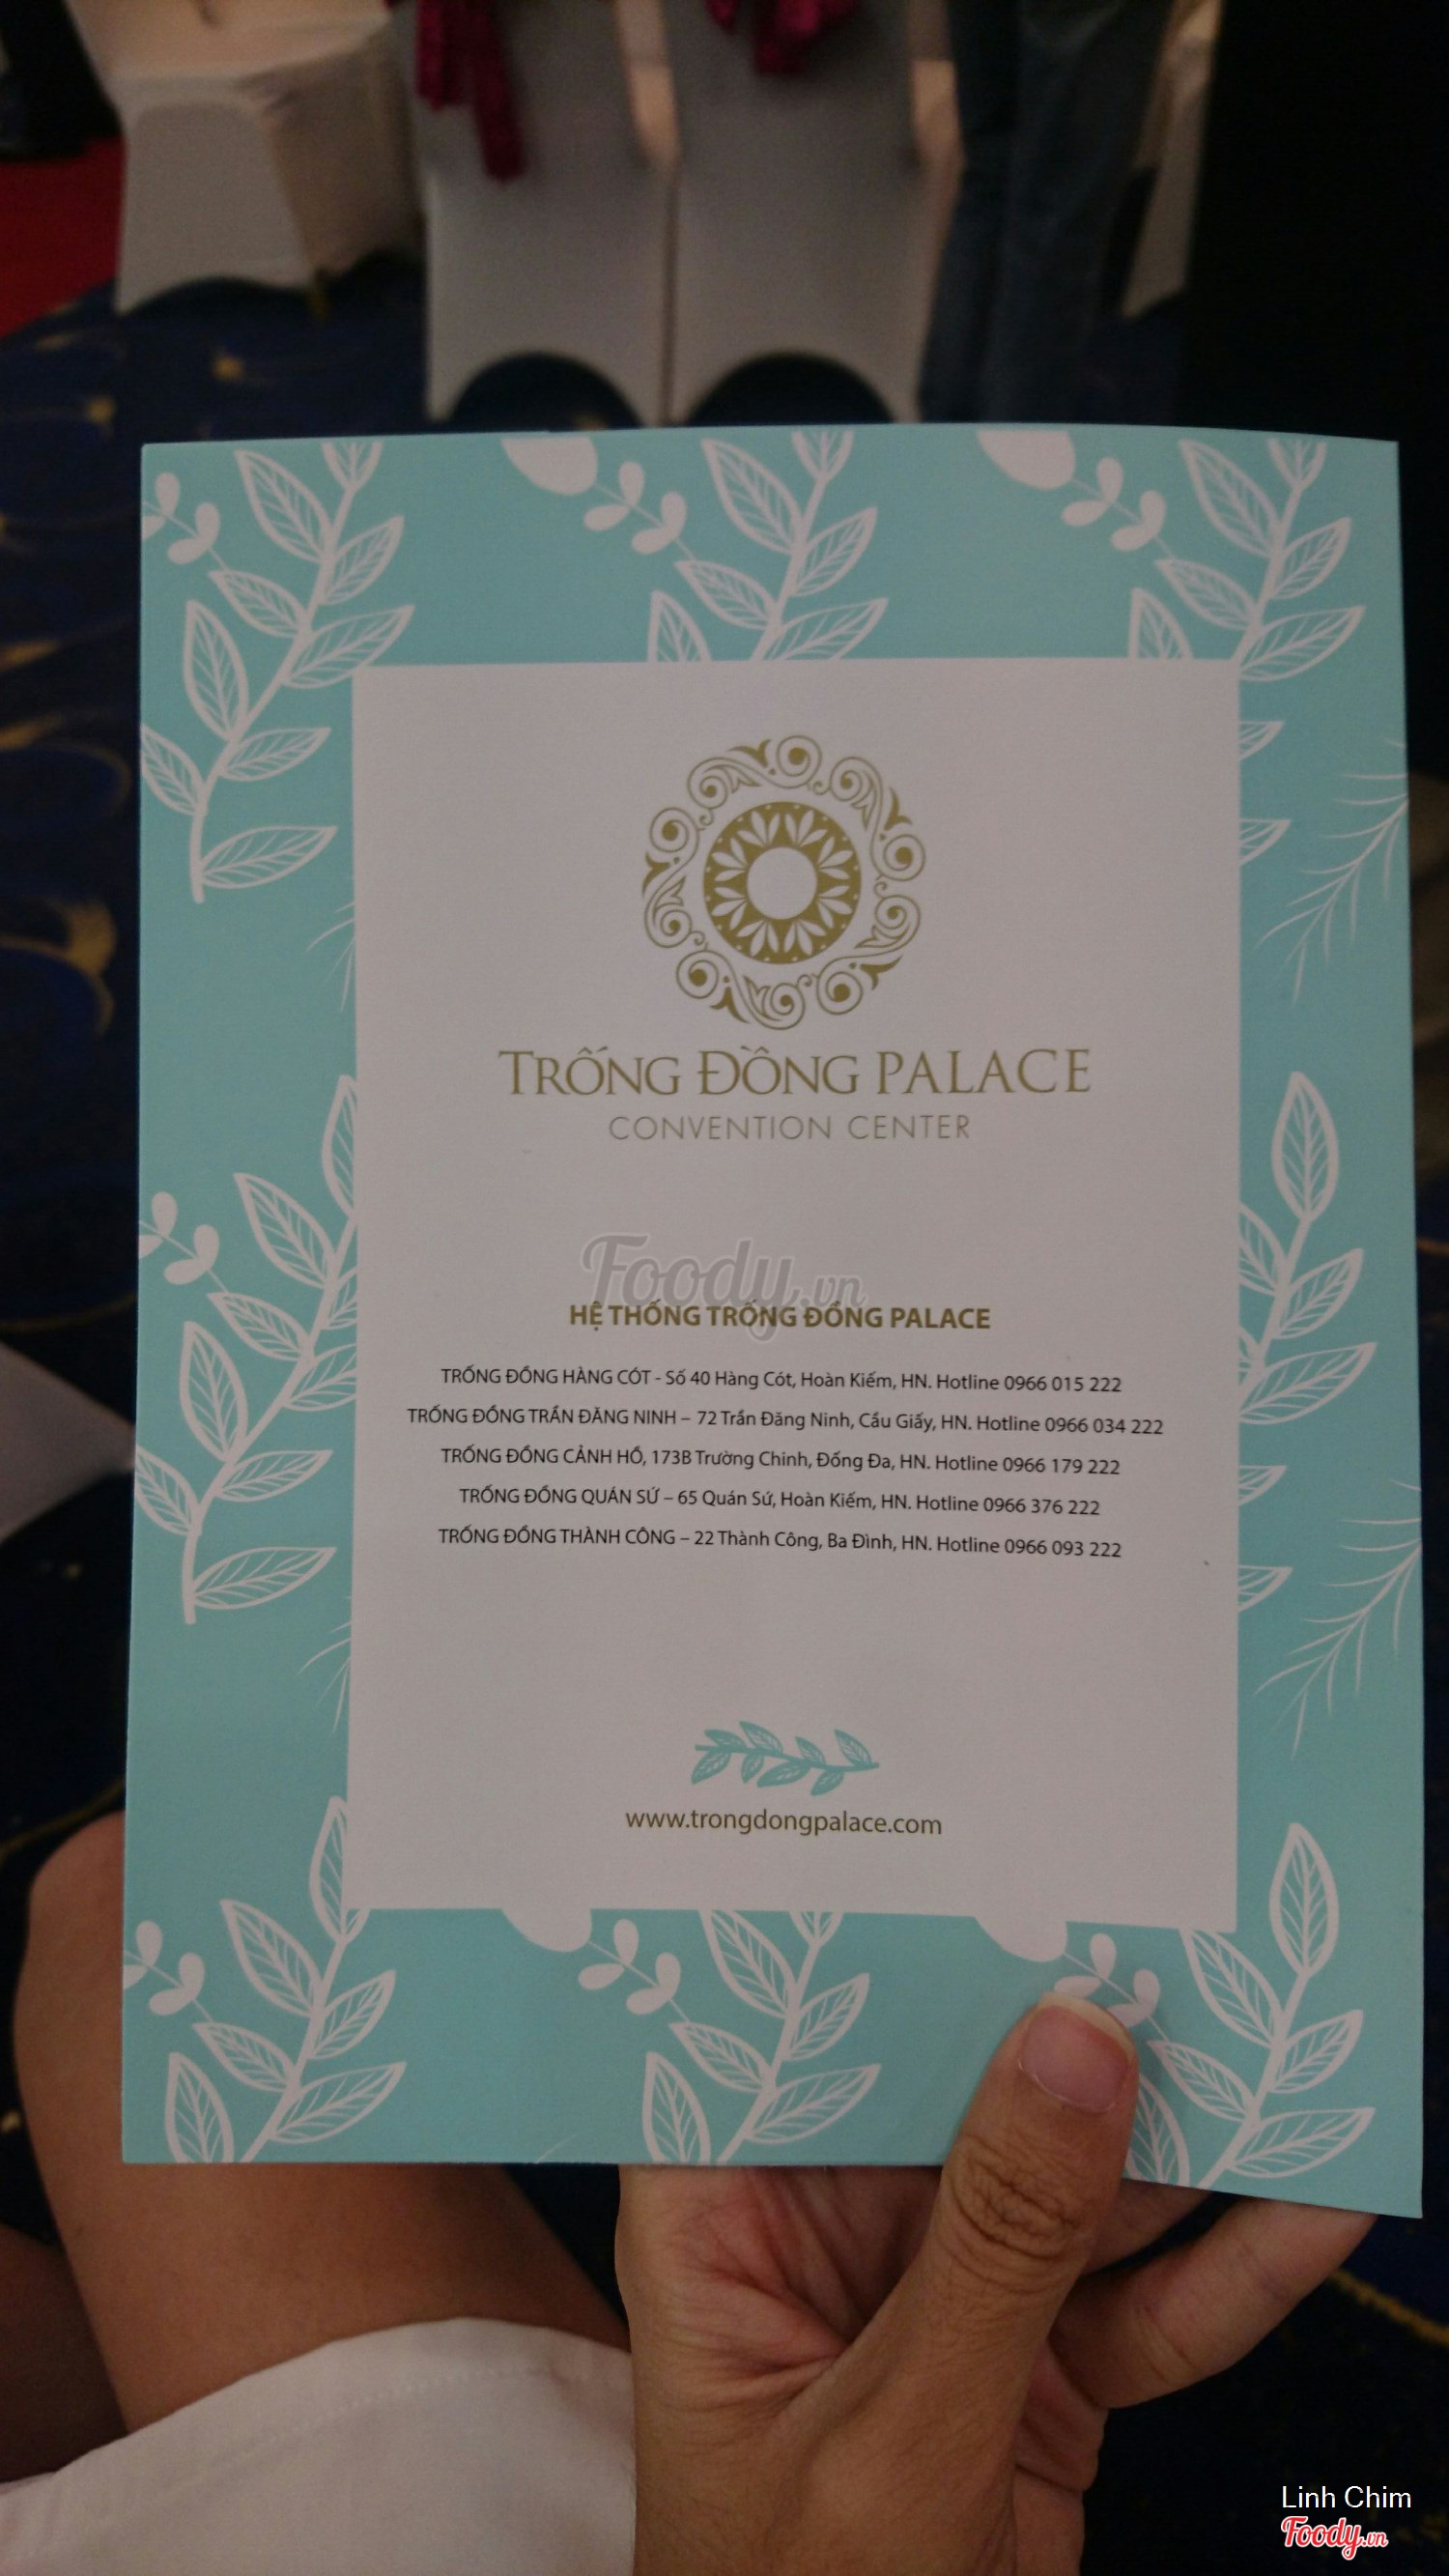 TRỐNG ĐỒNG PALACE
CONVENTION CENTER
Foody.vn
HỆ THỐNG TRỐNG ĐỒNG PALACE
TRỐNG ĐỒNG HÀNG CÓT - Số 40 Hàng Cót, Hoàn Kiếm, HN. Hotline 0966 015 222
TRỐNG ĐỒNG TRẦN ĐĂNG NINH – 72 Trần Đăng Ninh, Cầu Giấy, HN. Hotline 0966 034 222
TRỐNG ĐỒNG CẢNH HỒ, 173B Trường Chinh, Đống Đa, HN. Hotline 0966 179 222
TRỐNG ĐỒNG QUÁN SỨ – 65 Quán Sứ, Hoàn Kiếm, HN. Hotline 0966 376 222
TRỐNG ĐỒNG THÀNH CÔNG – 22 Thành Công, Ba Đình, HN. Hotline 0966 093 222
www.trongdongpalace.com
Linh Chim
Foody.vn